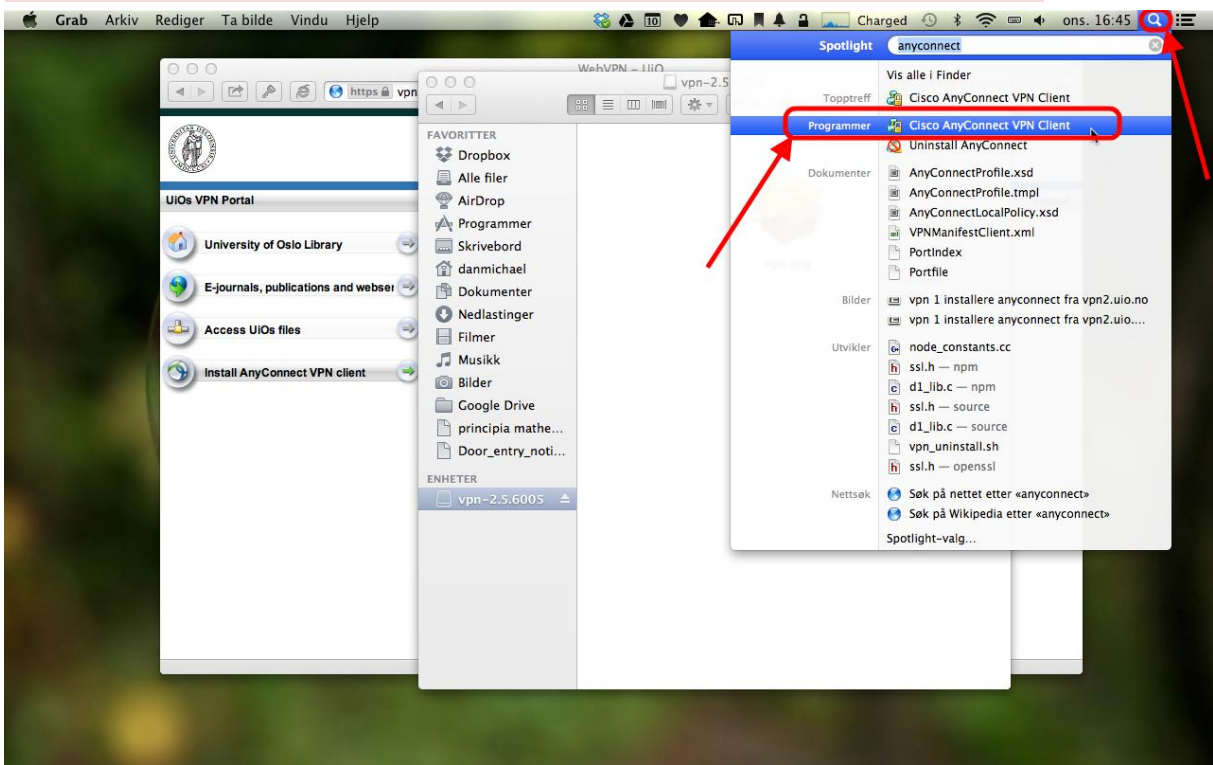 Grab Arkiv Rediger Ta bilde Vindu Hjelp
10 Charged ons. 16:45
Spotlight anyconnect
Vis alle i Finder
Topptreff Cisco AnyConnect VPN Client
Programmer Cisco AnyConnect VPN Client
Uninstall AnyConnect
Dokumenter AnyConnectProfile.xsd
AnyConnectProfile.tmpl
AnyConnectLocalPolicy.xsd
VPNManifestClient.xml
PortIndex
Portfile
Bilder vpn 1 installere anyconnect fra vpn2.uio.no
vpn 1 installere anyconnect fra vpn2.uio....
Utvikler node_constants.cc
ssl.h — npm
d1_lib.c — npm
ssl.h — source
d1_lib.c — source
vpn_uninstall.sh
ssl.h — openssl
Nettsøk Søk på nettet etter «anyconnect»
Søk på Wikipedia etter «anyconnect»
Spotlight-valg...
WebVPN – UiO
https vpn
UiOs VPN Portal
University of Oslo Library
E-journals, publications and webser
Access UiOs files
Install AnyConnect VPN client
vpn-2.5
FAVORITTER
Dropbox
Alle filer
AirDrop
Programmer
Skrivebord
danmichael
Dokumenter
Nedlastinger
Filmer
Musikk
Bilder
Google Drive
principia mathe...
Door_entry_noti...
ENHETER
vpn-2.5.6005